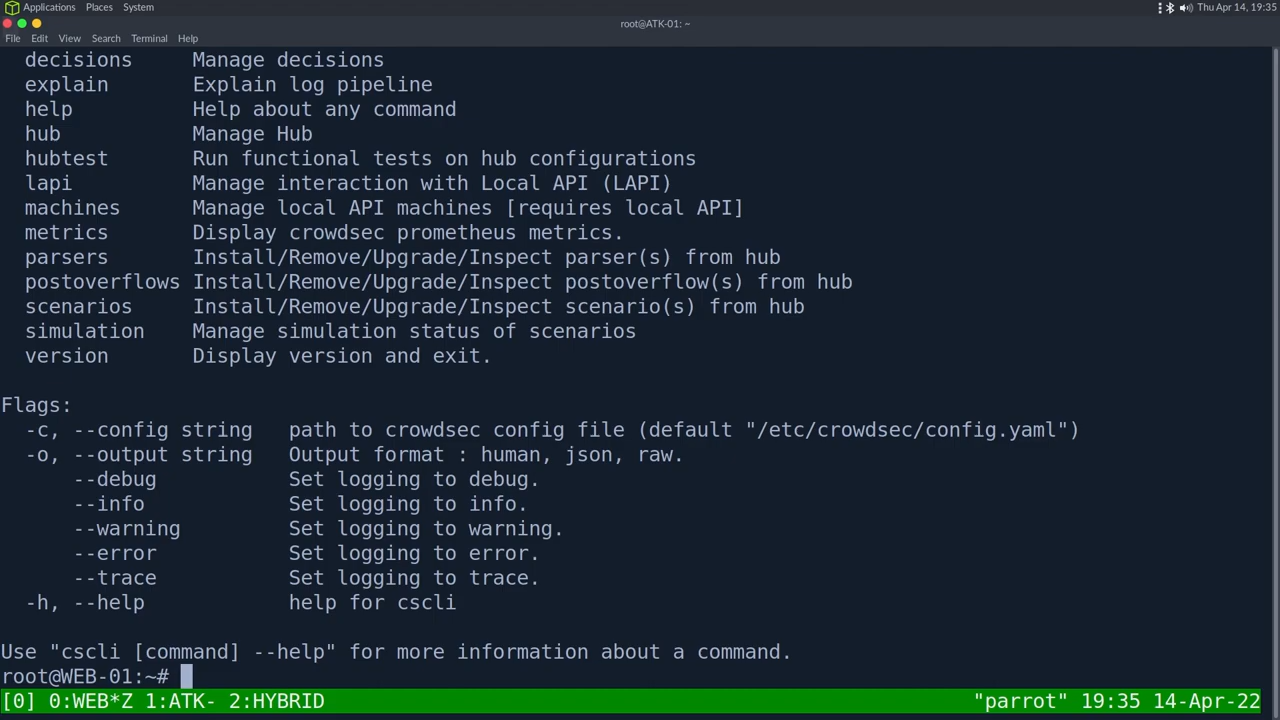 Applications Places System Thu Apr 14, 19:35
root@ATK-01: ~
File Edit View Search Terminal Help
decisions Manage decisions
explain Explain log pipeline
help Help about any command
hub Manage Hub
hubtest Run functional tests on hub configurations
lapi Manage interaction with Local API (LAPI)
machines Manage local API machines [requires local API]
metrics Display crowdsec prometheus metrics.
parsers Install/Remove/Upgrade/Inspect parser(s) from hub
postoverflows Install/Remove/Upgrade/Inspect postoverflow(s) from hub
scenarios Install/Remove/Upgrade/Inspect scenario(s) from hub
simulation Manage simulation status of scenarios
version Display version and exit.
Flags:
-c, --config string path to crowdsec config file (default "/etc/crowdsec/config.yaml")
-o, --output string Output format : human, json, raw.
--debug Set logging to debug.
--info Set logging to info.
--warning Set logging to warning.
--error Set logging to error.
--trace Set logging to trace.
-h, --help help for cscli
Use "cscli [command] --help" for more information about a command.
root@WEB-01:~#
[0] 0:WEB*Z 1:ATK- 2:HYBRID "parrot" 19:35 14-Apr-22